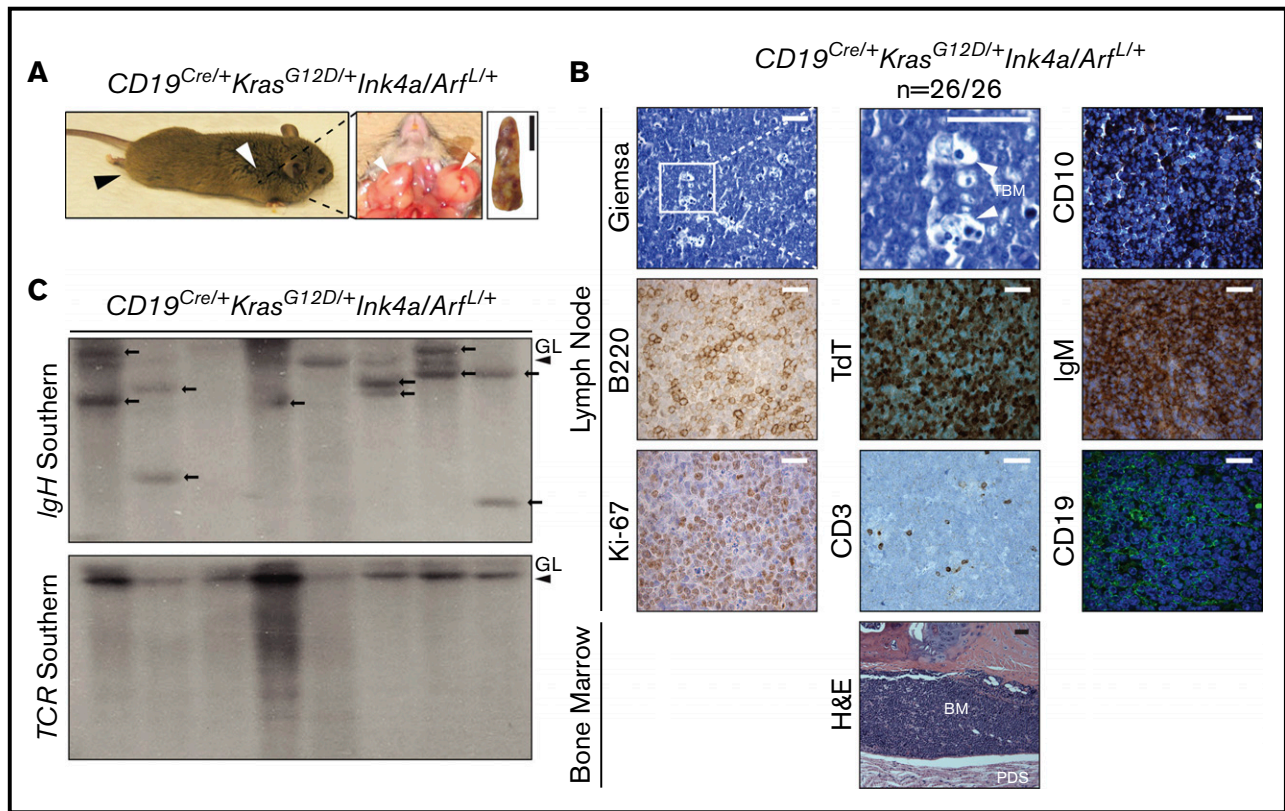 A
CD19Cre/+KrasG12D/+Ink4a/ArfL/+
B
CD19Cre/+KrasG12D/+Ink4a/ArfL/+
n=26/26
Lymph Node
Giemsa
TBM
CD10
B220
TdT
IgM
Ki-67
CD3
CD19
Bone Marrow
H&E
BM
PDS
C
CD19Cre/+KrasG12D/+Ink4a/ArfL/+
IgH Southern
GL
TCR Southern
GL